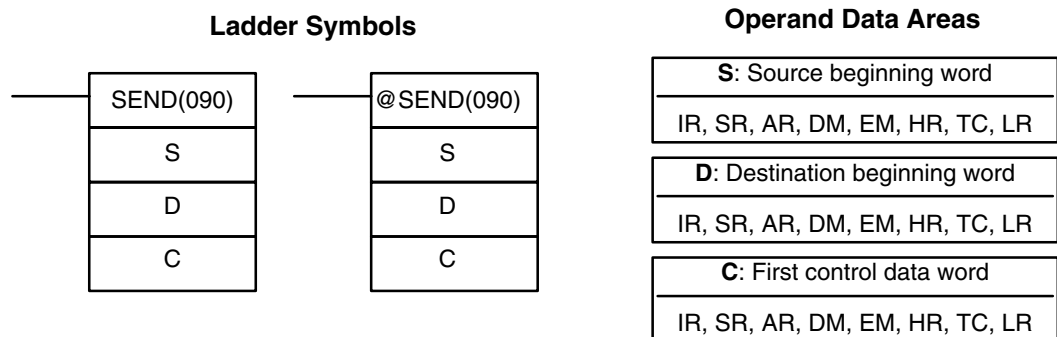 Ladder Symbols
SEND(090)
S
D
C
@SEND(090)
S
D
C
Operand Data Areas
S: Source beginning word
IR, SR, AR, DM, EM, HR, TC, LR
D: Destination beginning word
IR, SR, AR, DM, EM, HR, TC, LR
C: First control data word
IR, SR, AR, DM, EM, HR, TC, LR